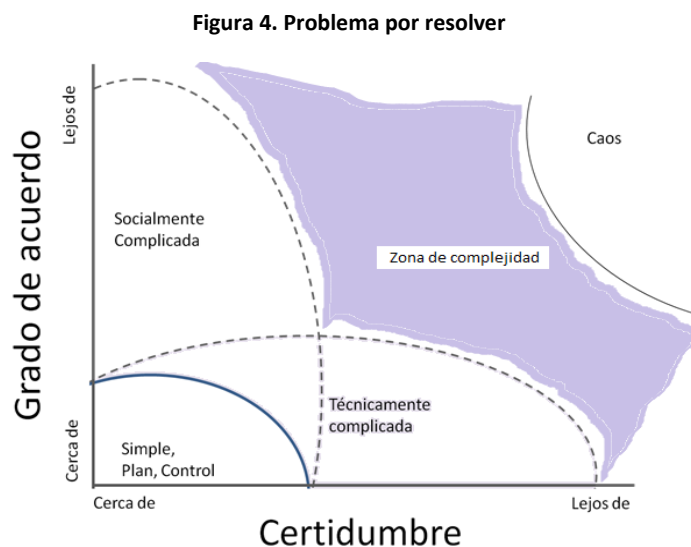 Figura 4. Problema por resolver
Lejos de
Grado de acuerdo
Cerca de
Caos
Socialmente
Complicada
Zona de complejidad
Técnicamente
complicada
Simple,
Plan, Control
Cerca de
Lejos de
Certidumbre